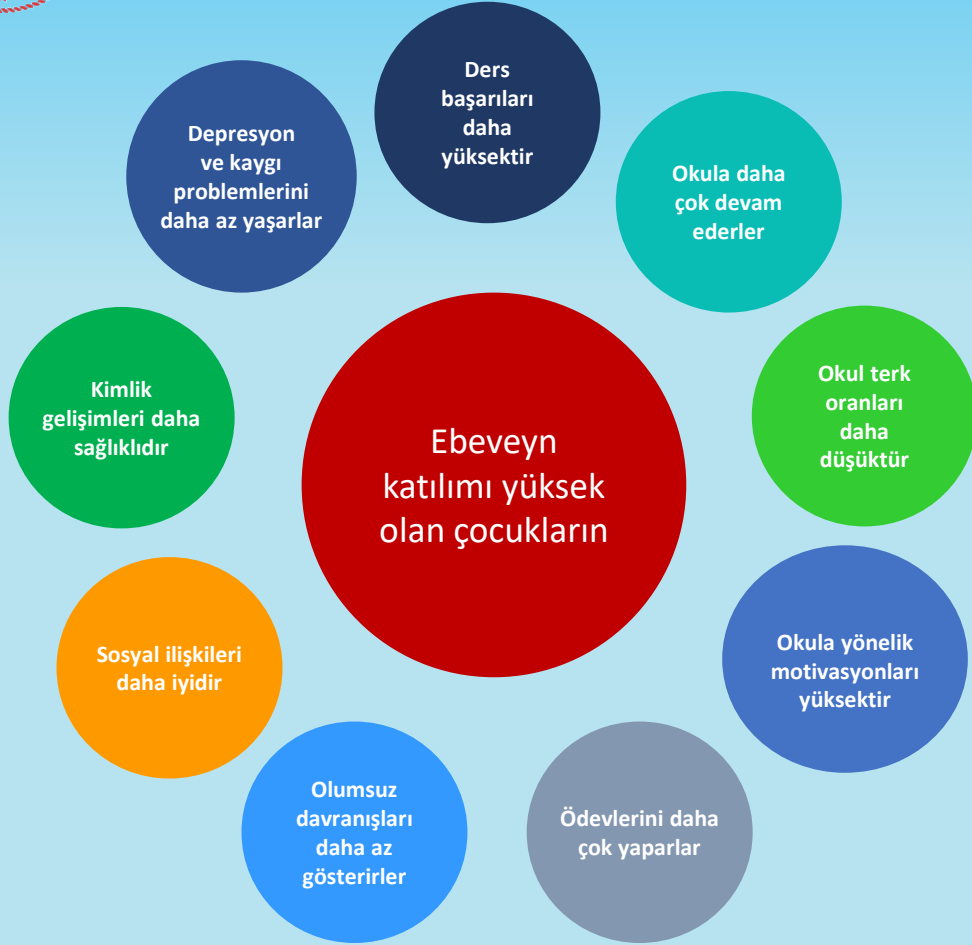 Ders
başarıları
daha
yüksektir
Okula daha
çok devam
ederler
Okul terk
oranları
daha
düşüktür
Okula yönelik
motivasyonları
yüksektir
Ödevlerini daha
çok yaparlar
Olumsuz
davranışları
daha az
gösterirler
Sosyal ilişkileri
daha iyidir
Kimlik
gelişimleri daha
sağlıklıdır
Depresyon
ve kaygı
problemlerini
daha az yaşarlar
Ebeveyn
katılımı yüksek
olan çocukların